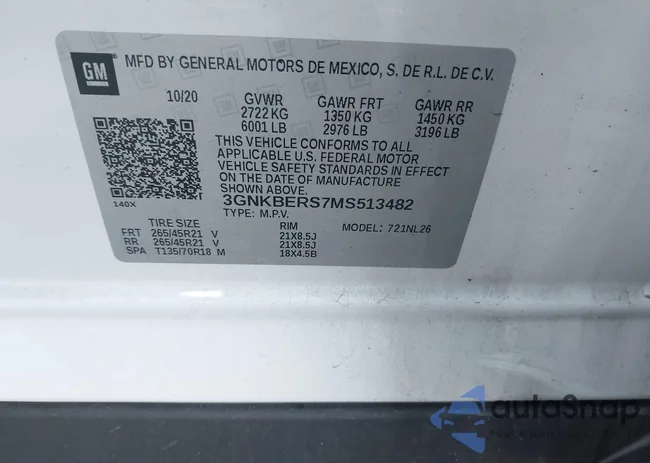 GM
MFD BY GENERAL MOTORS DE MEXICO, S. DE R.L. DE C.V.
10/20 GVWR GAWR FRT GAWR RR
2722 KG 1350 KG 1450 KG
6001 LB 2976 LB 3196 LB
THIS VEHICLE CONFORMS TO ALL
APPLICABLE U.S. FEDERAL MOTOR
VEHICLE SAFETY STANDARDS IN EFFECT
ON THE DATE OF MANUFACTURE
SHOWN ABOVE.
140X
3GNKBERS7MS513482
TYPE: M.P.V. MODEL: 721NL26
TIRE SIZE RIM
FRT 265/45R21 V 21X8.5J
RR 265/45R21 V 21X8.5J
SPA T135/70R18 M 18X4.5B
autoSnap